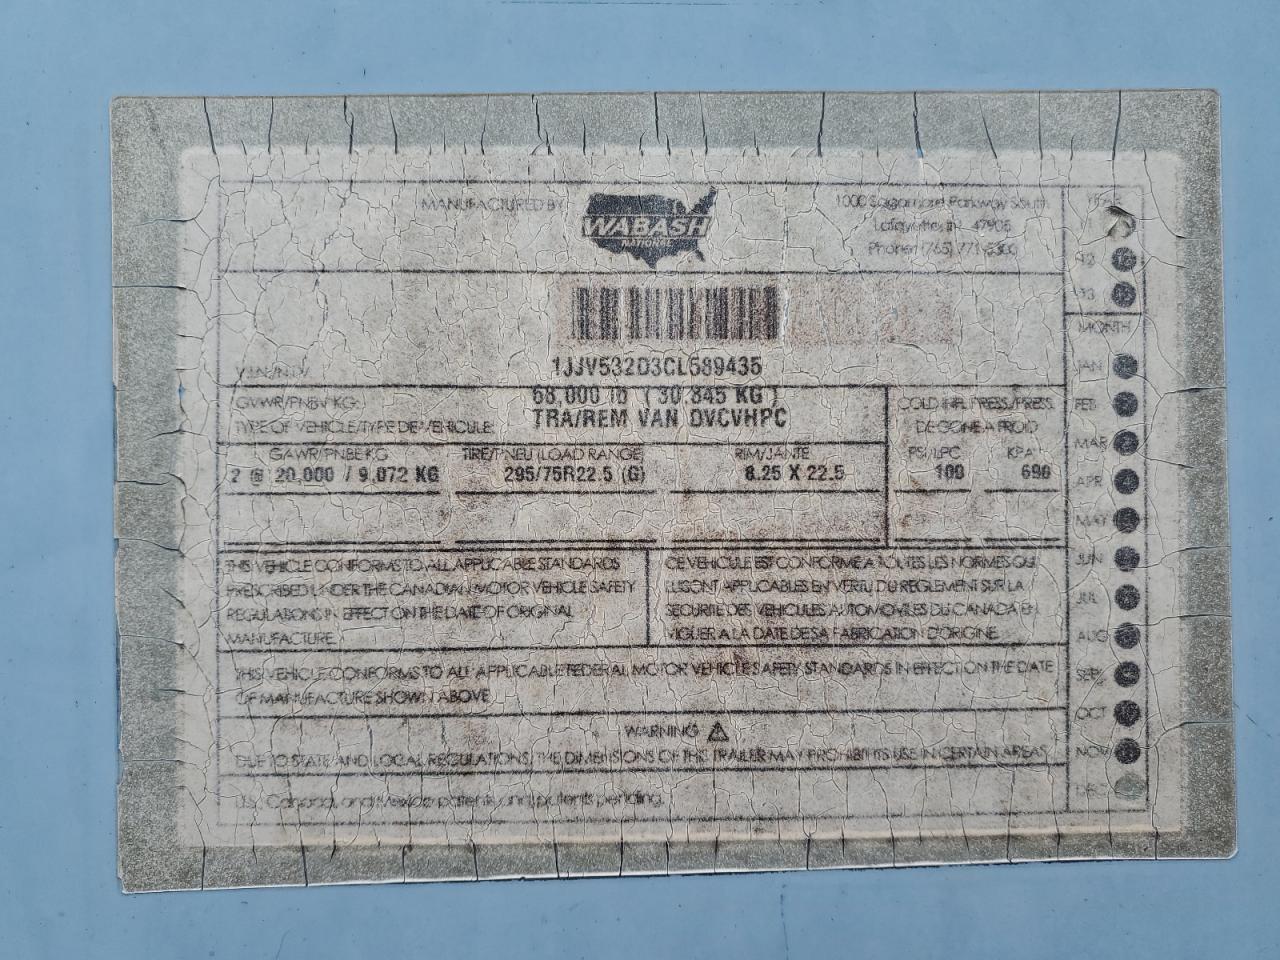 MANUFACTURED BY
WABASH
NATIONAL
1000 Sagamore Parkway South
Lafayette, IN 47905
Phone: (765) 771-5300
YEAR
12
13
MONTH
1JJV532D3CL589435
V.I.N./N.I.V.
GVWR/PNBV KG: 68,000 lb ( 30,845 KG )
TYPE OF VEHICLE/TYPE DE VEHICULE: TRA/REM VAN DVCVHPC
COLD INFL. PRESS./PRESS.
DE GONF. A FROID
GAWR/PNBE KG TIRE/PNEU (LOAD RANGE) RIM/JANTE PSI/LPC KPA
2 @ 20,000 / 9,072 KG 295/75R22.5 (G) 8.25 X 22.5 100 690
JAN
FEB
MAR
APR
MAY
JUN
JUL
AUG
SEP
OCT
NOV
DEC
THIS VEHICLE CONFORMS TO ALL APPLICABLE STANDARDS
PRESCRIBED UNDER THE CANADIAN MOTOR VEHICLE SAFETY
REGULATIONS IN EFFECT ON THE DATE OF ORIGINAL
MANUFACTURE.
CE VEHICULE EST CONFORME A TOUTES LES NORMES QUI
LUI SONT APPLICABLES EN VERTU DU REGLEMENT SUR LA
SECURITE DES VEHICULES AUTOMOVILES DU CANADA EN
VIGUER A LA DATE DE SA FABRICATION D'ORIGINE.
THIS VEHICLE CONFORMS TO ALL APPLICABLE FEDERAL MOTOR VEHICLE SAFETY STANDARDS IN EFFECT ON THE DATE
OF MANUFACTURE SHOWN ABOVE
WARNING
DUE TO STATE AND LOCAL REGULATIONS, THE DIMENSIONS OF THIS TRAILER MAY PROHIBIT ITS USE IN CERTAIN AREAS.
U.S., Canada, and Mexico patents and patents pending.